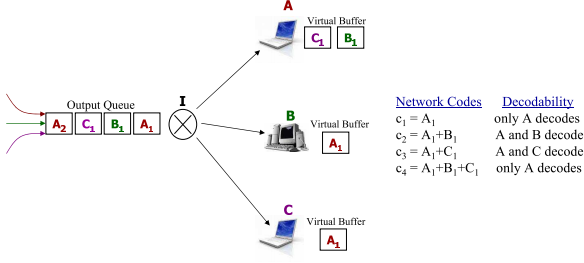 A
Virtual Buffer
C1 B1
Output Queue
I
A2 C1 B1 A1
B
Virtual Buffer
A1
C
Virtual Buffer
A1
Network Codes Decodability
c1 = A1 only A decodes
c2 = A1+B1 A and B decode
c3 = A1+C1 A and C decode
c4 = A1+B1+C1 only A decodes